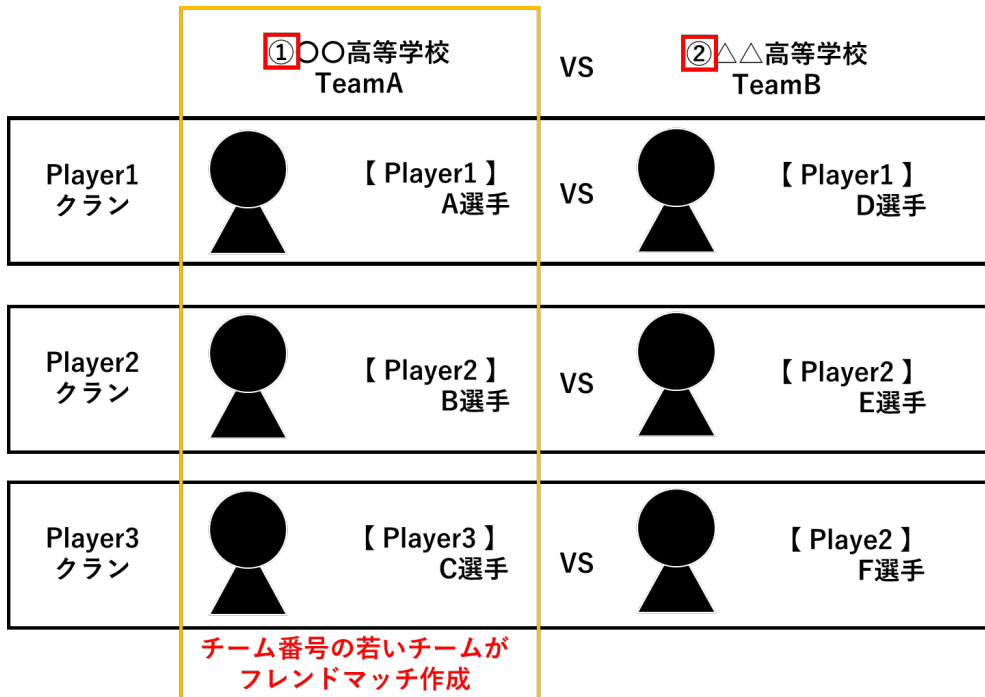 ①〇〇高等学校
TeamA
VS
②△△高等学校
TeamB
Player1
クラン
【 Player1 】
A選手
VS
【 Player1 】
D選手
Player2
クラン
【 Player2 】
B選手
VS
【 Player2 】
E選手
Player3
クラン
【 Player3 】
C選手
VS
【 Playe2 】
F選手
チーム番号の若いチームが
フレンドマッチ作成